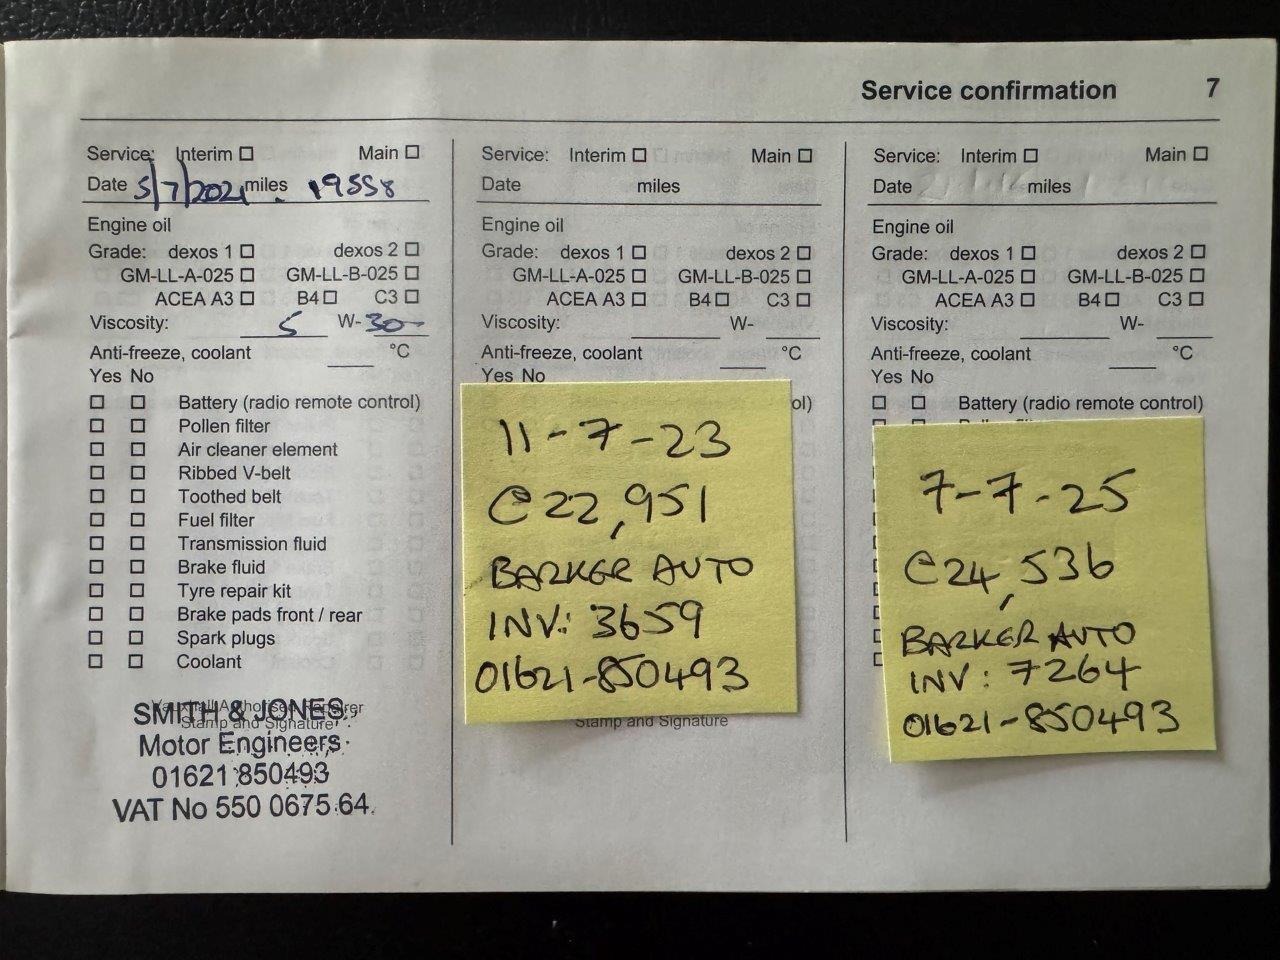 Service confirmation 7
Service: Interim Main
Date 5/7/2021 miles 19558
Engine oil
Grade: dexos 1 dexos 2
GM-LL-A-025 GM-LL-B-025
ACEA A3 B4 C3
Viscosity: 5 W-30
Anti-freeze, coolant °C
Yes No
Battery (radio remote control)
Pollen filter
Air cleaner element
Ribbed V-belt
Toothed belt
Fuel filter
Transmission fluid
Brake fluid
Tyre repair kit
Brake pads front / rear
Spark plugs
Coolant
Vauxhall Authorised Repairer
Stamp and Signature
SMITH & JONES
Motor Engineers
01621 850493
VAT No 550 0675 64
Service: Interim Main
Date miles
Engine oil
Grade: dexos 1 dexos 2
GM-LL-A-025 GM-LL-B-025
ACEA A3 B4 C3
Viscosity: W-
Anti-freeze, coolant °C
Yes No
ol)
11-7-23
@ 22,951
BARKER AUTO
INV: 3659
01621-850493
Stamp and Signature
Service: Interim Main
Date miles
Engine oil
Grade: dexos 1 dexos 2
GM-LL-A-025 GM-LL-B-025
ACEA A3 B4 C3
Viscosity: W-
Anti-freeze, coolant °C
Yes No
Battery (radio remote control)
7-7-25
@ 24,536
BARKER AUTO
INV: 7264
01621-850493